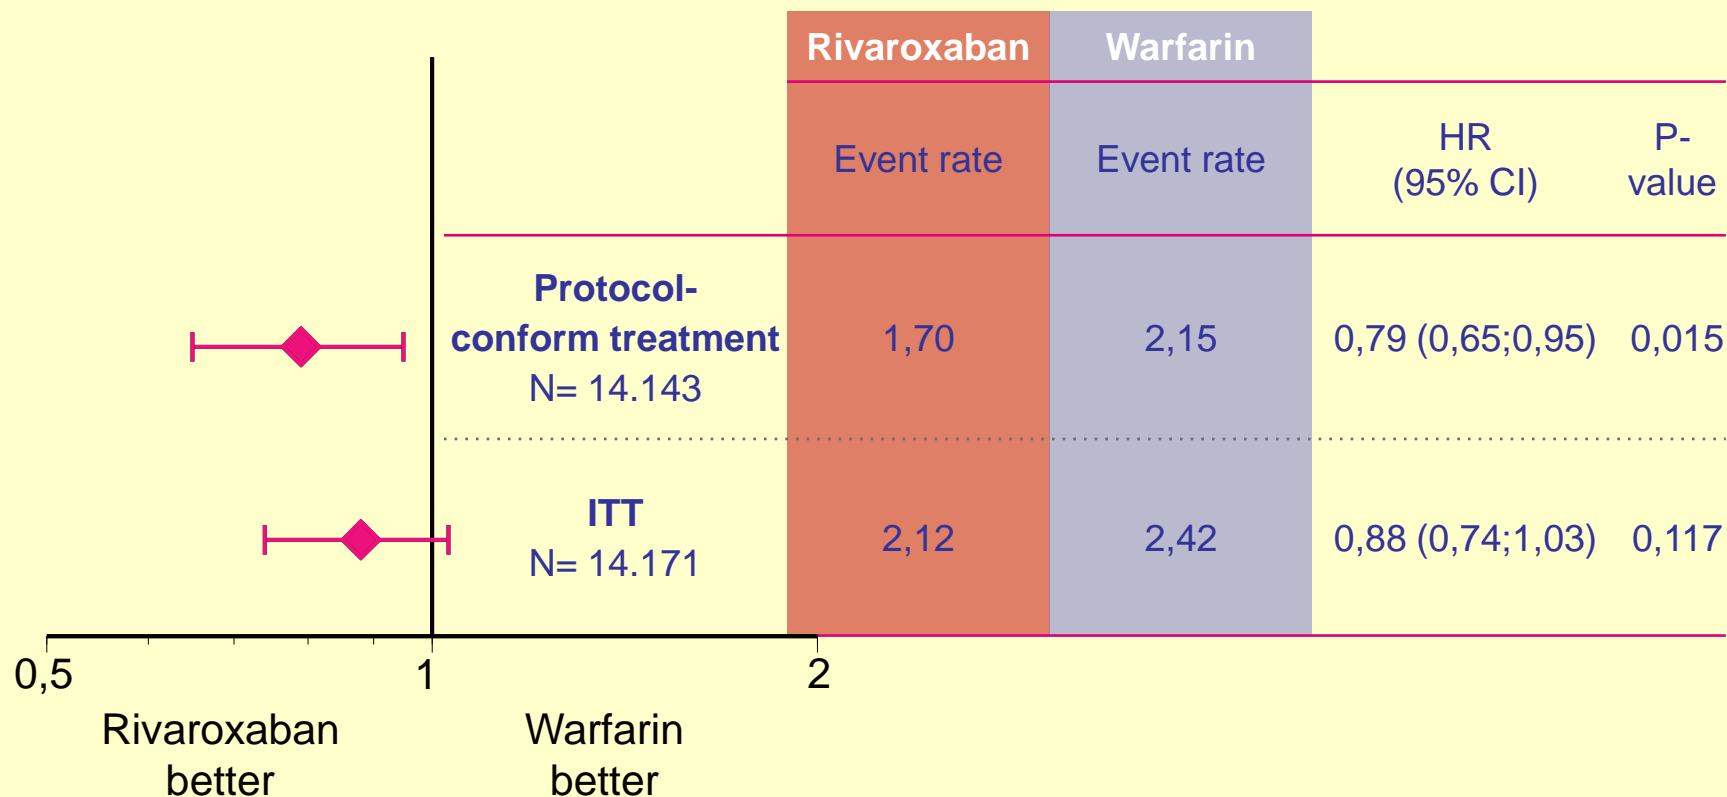 Rivaroxaban Warfarin
Event rate Event rate HR (95% CI) P-value
Protocol-
conform treatment
N= 14.143
1,70 2,15 0,79 (0,65;0,95) 0,015
ITT
N= 14.171
2,12 2,42 0,88 (0,74;1,03) 0,117
0,5 1 2
Rivaroxaban
better
Warfarin
better